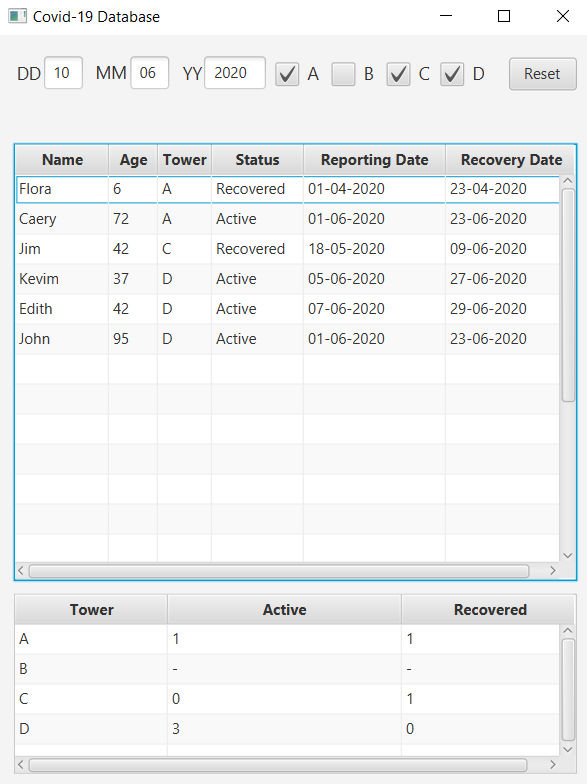 Covid-19 Database
DD 10 MM 06 YY 2020 A B C D Reset
Name Age Tower Status Reporting Date Recovery Date
Flora 6 A Recovered 01-04-2020 23-04-2020
Caery 72 A Active 01-06-2020 23-06-2020
Jim 42 C Recovered 18-05-2020 09-06-2020
Kevim 37 D Active 05-06-2020 27-06-2020
Edith 42 D Active 07-06-2020 29-06-2020
John 95 D Active 01-06-2020 23-06-2020
Tower Active Recovered
A 1 1
B - -
C 0 1
D 3 0